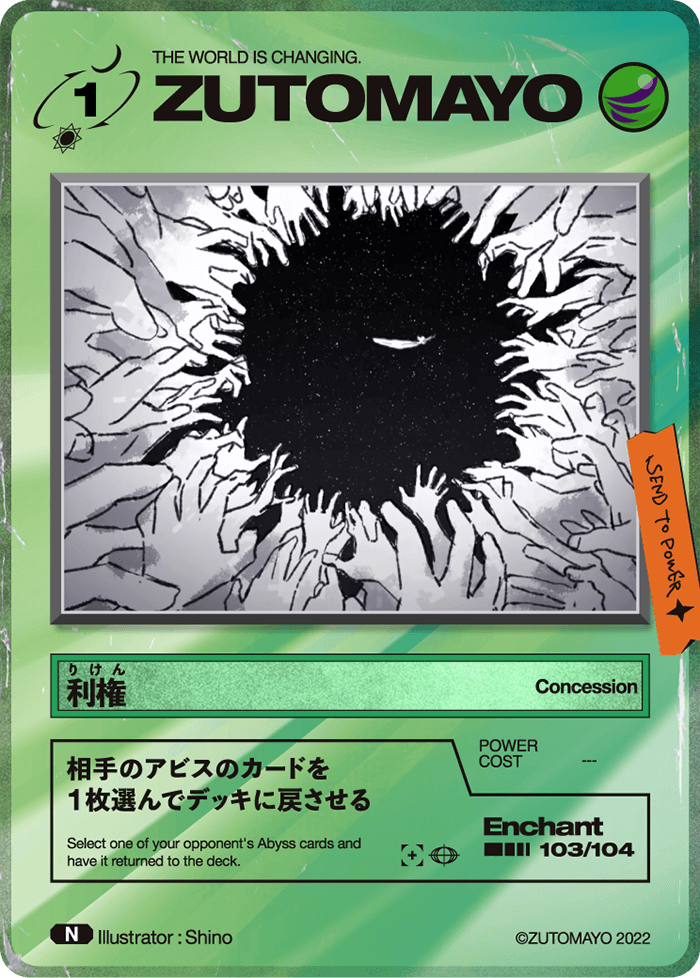 THE WORLD IS CHANGING.
1
ZUTOMAYO
SEND TO POWER
りけん
利権
Concession
相手のアビスのカードを
1枚選んでデッキに戻させる
Select one of your opponent's Abyss cards and
have it returned to the deck.
POWER
COST
---
Enchant
103/104
N
Illustrator : Shino
©ZUTOMAYO 2022